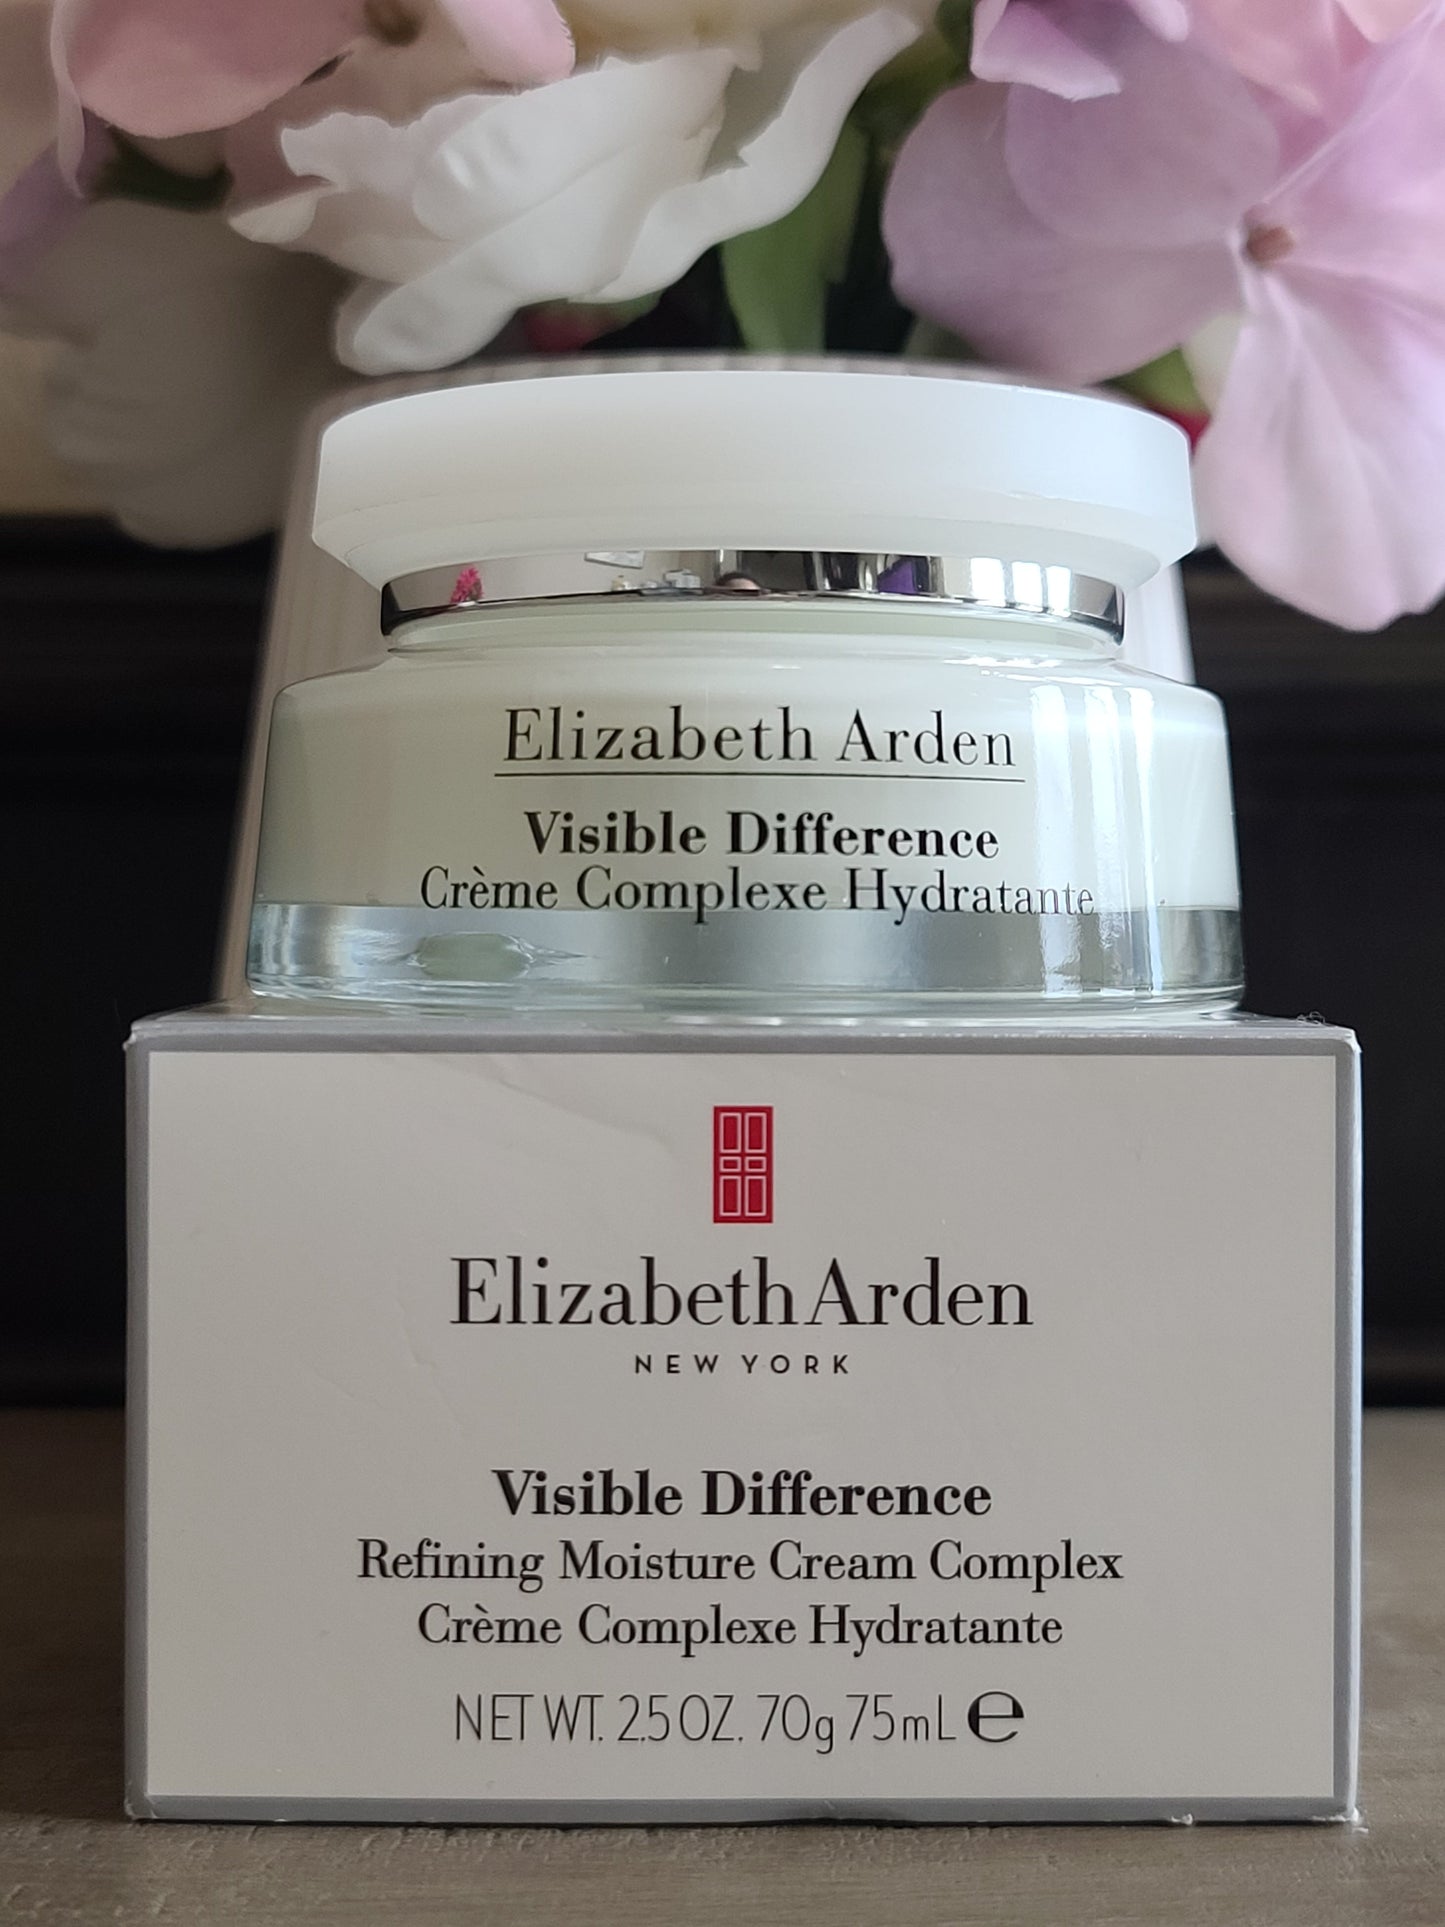 Elizabeth Arden
Visible Difference
Crème Complexe Hydratante
Elizabeth Arden
NEW YORK
Visible Difference
Refining Moisture Cream Complex
Crème Complexe Hydratante
NET WT. 2.5 OZ. 70g 75mL ℮